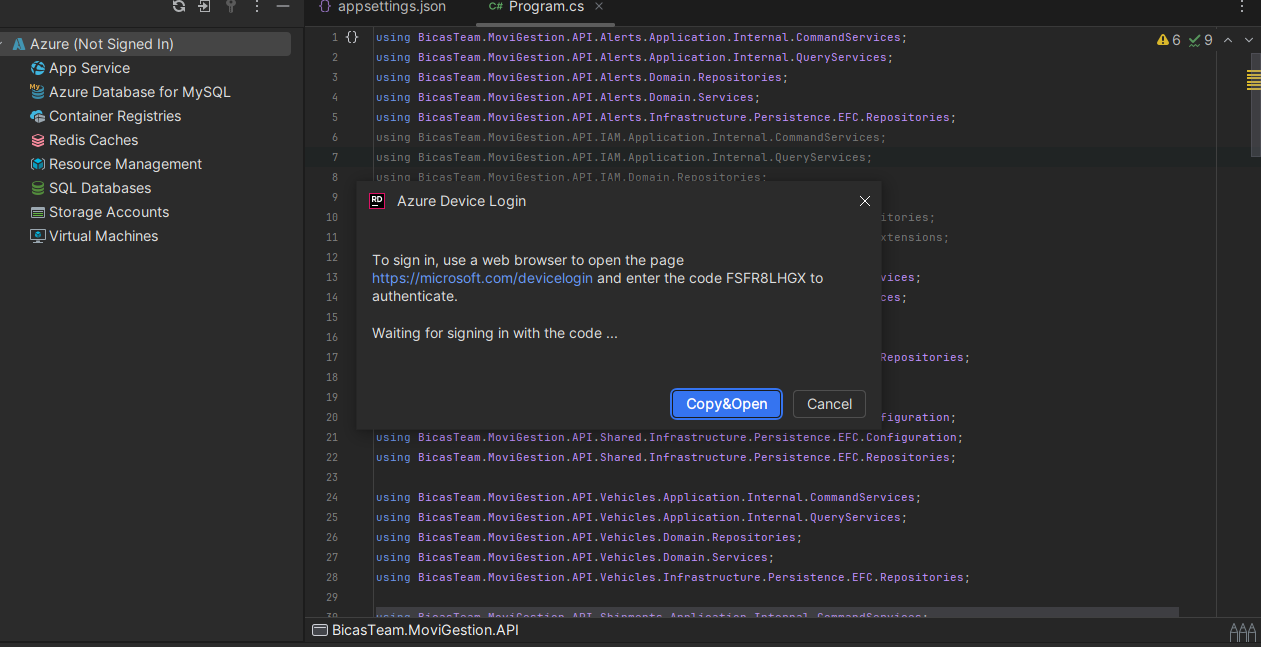 appsettings.json
C# Program.cs
Azure (Not Signed In)
App Service
Azure Database for MySQL
Container Registries
Redis Caches
Resource Management
SQL Databases
Storage Accounts
Virtual Machines
6 9
1 {} using BicasTeam.MoviGestion.API.Alerts.Application.Internal.CommandServices;
2 using BicasTeam.MoviGestion.API.Alerts.Application.Internal.QueryServices;
3 using BicasTeam.MoviGestion.API.Alerts.Domain.Repositories;
4 using BicasTeam.MoviGestion.API.Alerts.Domain.Services;
5 using BicasTeam.MoviGestion.API.Alerts.Infrastructure.Persistence.EFC.Repositories;
6 using BicasTeam.MoviGestion.API.IAM.Application.Internal.CommandServices;
7 using BicasTeam.MoviGestion.API.IAM.Application.Internal.QueryServices;
8 using BicasTeam.MoviGestion.API.IAM.Domain.Repositories;
9
10 itories;
11 xtensions;
12
13 vices;
14 ces;
15
16
17 Repositories;
18
19
20 figuration;
21 using BicasTeam.MoviGestion.API.Shared.Infrastructure.Persistence.EFC.Configuration;
22 using BicasTeam.MoviGestion.API.Shared.Infrastructure.Persistence.EFC.Repositories;
23
24 using BicasTeam.MoviGestion.API.Vehicles.Application.Internal.CommandServices;
25 using BicasTeam.MoviGestion.API.Vehicles.Application.Internal.QueryServices;
26 using BicasTeam.MoviGestion.API.Vehicles.Domain.Repositories;
27 using BicasTeam.MoviGestion.API.Vehicles.Domain.Services;
28 using BicasTeam.MoviGestion.API.Vehicles.Infrastructure.Persistence.EFC.Repositories;
29
30 using BicasTeam.MoviGestion.API.Shipments.Application.Internal.CommandServices;
RD Azure Device Login
To sign in, use a web browser to open the page
https://microsoft.com/devicelogin and enter the code FSFR8LHGX to
authenticate.
Waiting for signing in with the code ...
Copy&Open
Cancel
BicasTeam.MoviGestion.API